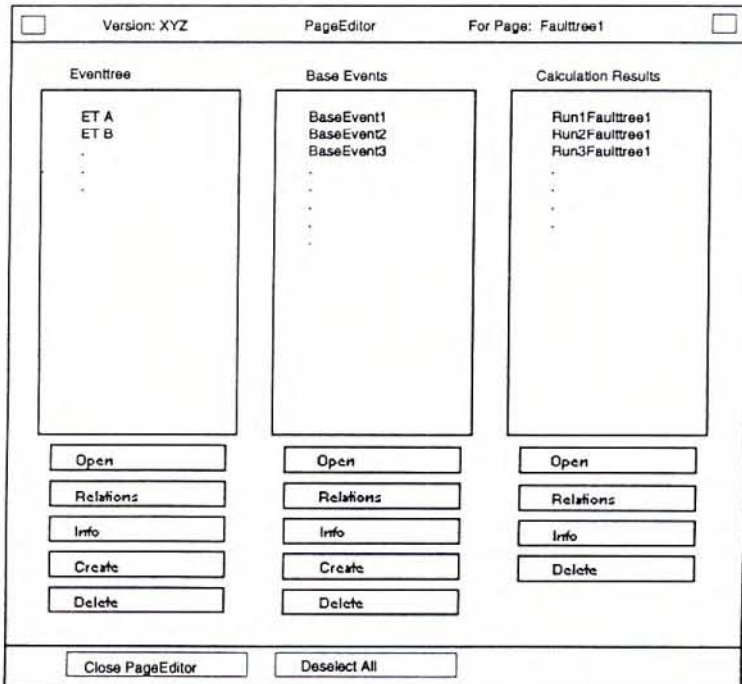 Version: XYZ PageEditor For Page: Faulttree1
Eventtree
ET A
ET B
.
.
.
Open
Relations
Info
Create
Delete
Base Events
BaseEvent1
BaseEvent2
BaseEvent3
.
.
.
.
.
Open
Relations
Info
Create
Delete
Calculation Results
Run1Faulttree1
Run2Faulttree1
Run3Faulttree1
.
.
.
.
Open
Relations
Info
Delete
Close PageEditor
Deselect All